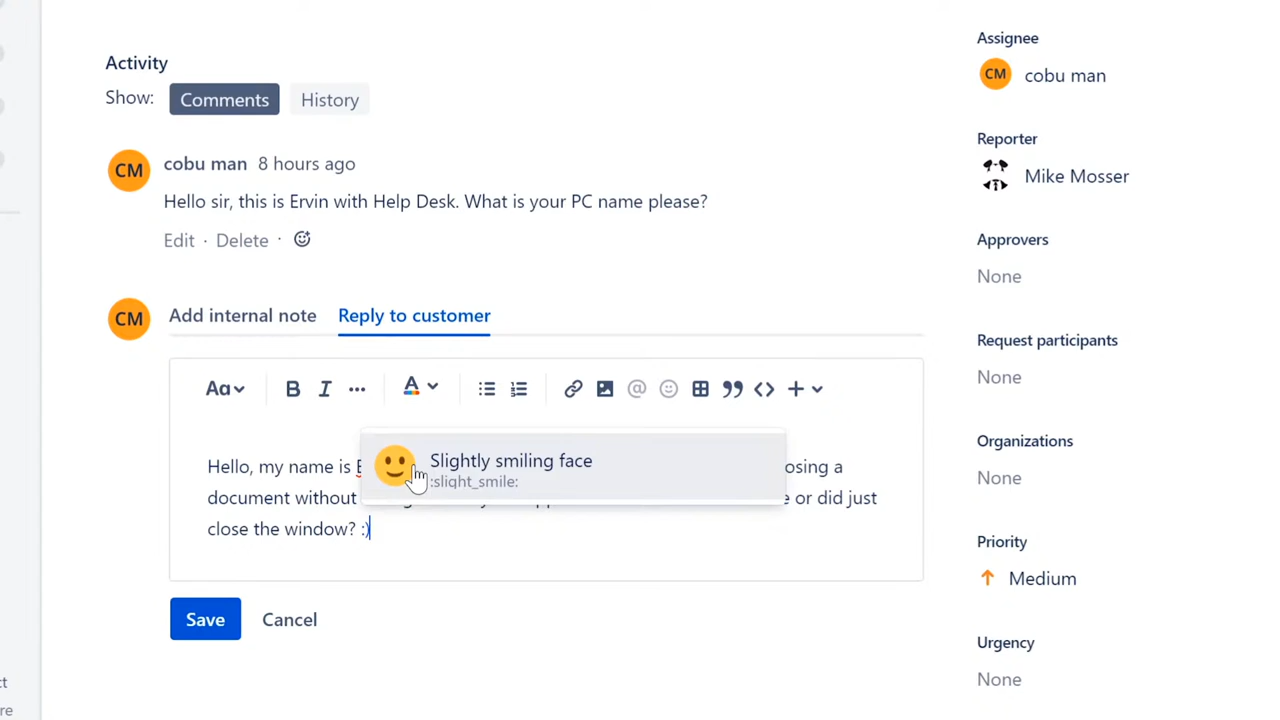 Activity
Show: Comments History
CM cobu man 8 hours ago
Hello sir, this is Ervin with Help Desk. What is your PC name please?
Edit · Delete ·
CM Add internal note Reply to customer
Aa B I ... A @ +
Slightly smiling face
:slight_smile:
Hello, my name is
document without or did just
close the window? :)
Save Cancel
Assignee
CM cobu man
Reporter
Mike Mosser
Approvers
None
Request participants
None
Organizations
None
Priority
Medium
Urgency
None